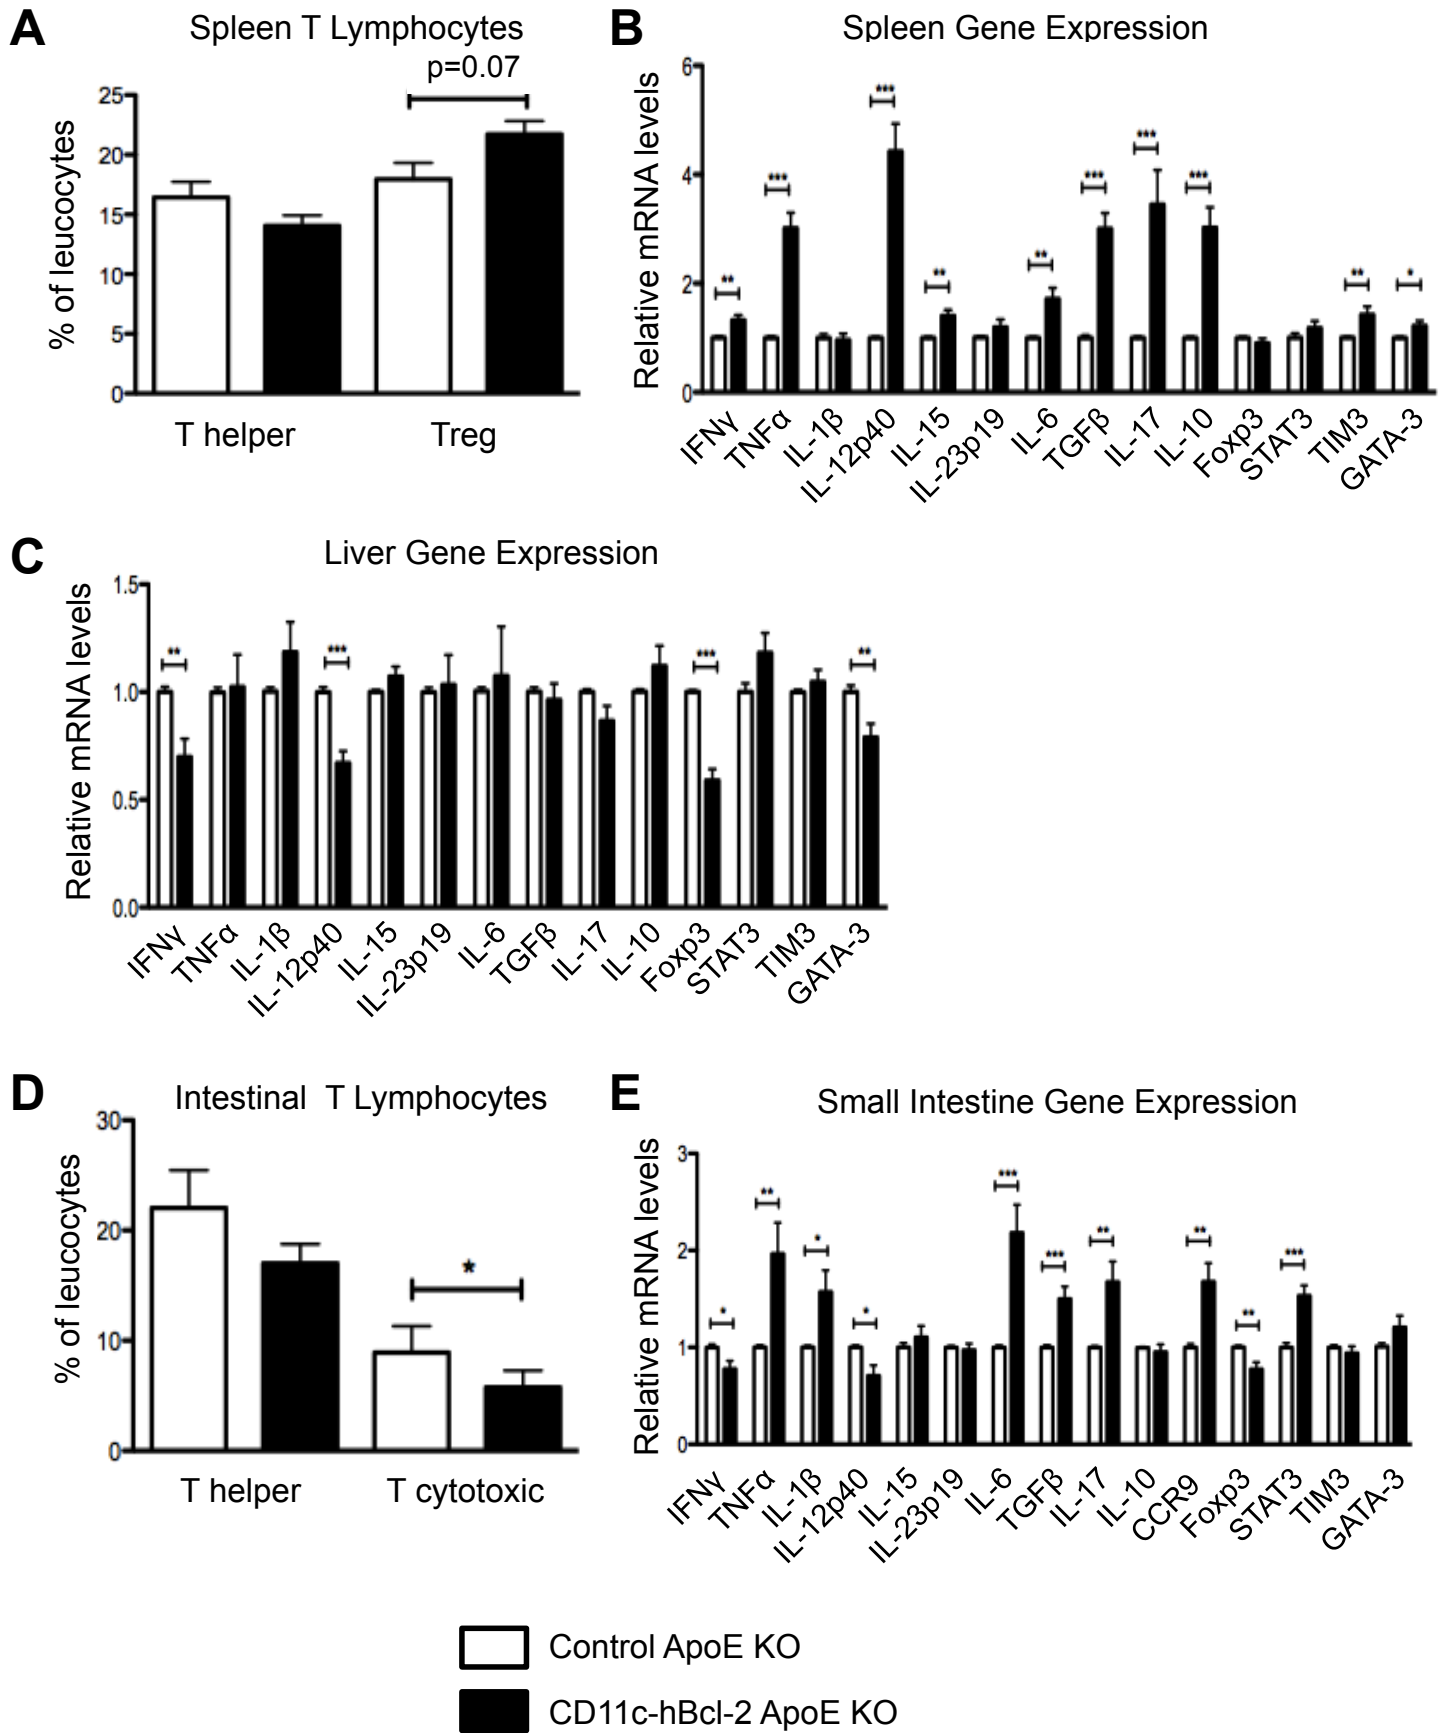 A
Spleen T Lymphocytes
p=0.07
% of leucocytes
25
20
15
10
5
0
T helper
Treg
B
Spleen Gene Expression
Relative mRNA levels
6
4
2
0
** *** *** ** ** *** *** *** ** *
IFNγ
TNFα
IL-1β
IL-12p40
IL-15
IL-23p19
IL-6
TGFβ
IL-17
IL-10
Foxp3
STAT3
TIM3
GATA-3
C
Liver Gene Expression
Relative mRNA levels
1.5
1.0
0.5
0.0
** *** *** **
IFNγ
TNFα
IL-1β
IL-12p40
IL-15
IL-23p19
IL-6
TGFβ
IL-17
IL-10
Foxp3
STAT3
TIM3
GATA-3
D
Intestinal T Lymphocytes
% of leucocytes
30
20
10
0
*
T helper
T cytotoxic
E
Small Intestine Gene Expression
Relative mRNA levels
3
2
1
0
* ** * * *** *** ** ** ** ***
IFNγ
TNFα
IL-1β
IL-12p40
IL-15
IL-23p19
IL-6
TGFβ
IL-17
IL-10
CCR9
Foxp3
STAT3
TIM3
GATA-3
Control ApoE KO
CD11c-hBcl-2 ApoE KO